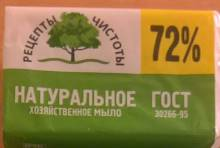 РЕЦЕПТЫ ЧИСТОТЫ
72%
НАТУРАЛЬНОЕ ГОСТ
ХОЗЯЙСТВЕННОЕ МЫЛО 30266-95